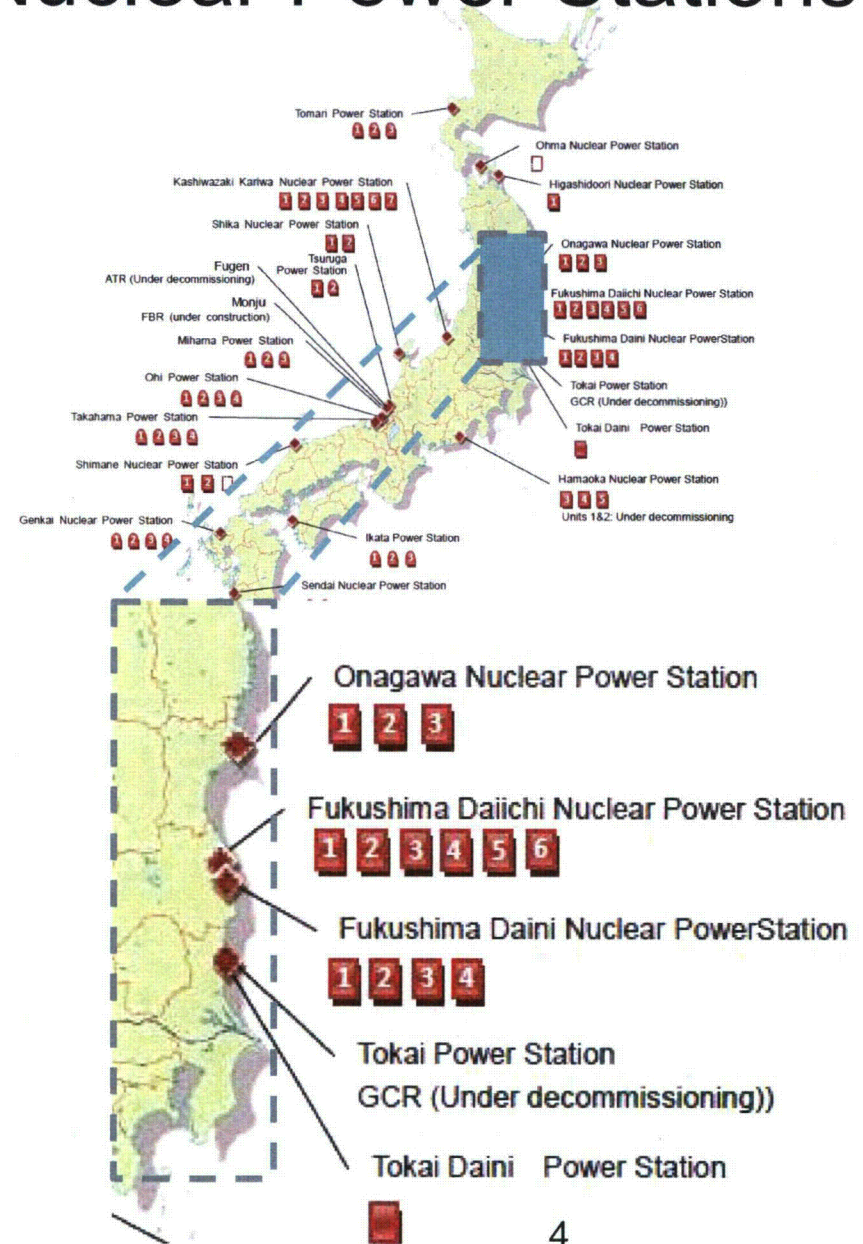 Nuclear Power Stations
Tomari Power Station
1 2 3
Ohma Nuclear Power Station
Higashidoori Nuclear Power Station
1
Kashiwazaki Kariwa Nuclear Power Station
1 2 3 4 5 6 7
Shika Nuclear Power Station
1 2
Tsuruga
Power Station
1 2
Fugen
ATR (Under decommissioning)
Monju
FBR (under construction)
Mihama Power Station
1 2 3
Ohi Power Station
1 2 3 4
Takahama Power Station
1 2 3 4
Shimane Nuclear Power Station
1 2
Genkai Nuclear Power Station
1 2 3 4
Onagawa Nuclear Power Station
1 2 3
Fukushima Daiichi Nuclear Power Station
1 2 3 4 5 6
Fukushima Daini Nuclear PowerStation
1 2 3 4
Tokai Power Station
GCR (Under decommissioning))
Tokai Daini Power Station
Hamaoka Nuclear Power Station
3 4 5
Units 1&2: Under decommissioning
Ikata Power Station
1 2 3
Sendai Nuclear Power Station
Onagawa Nuclear Power Station
1 2 3
Fukushima Daiichi Nuclear Power Station
1 2 3 4 5 6
Fukushima Daini Nuclear PowerStation
1 2 3 4
Tokai Power Station
GCR (Under decommissioning))
Tokai Daini Power Station
4